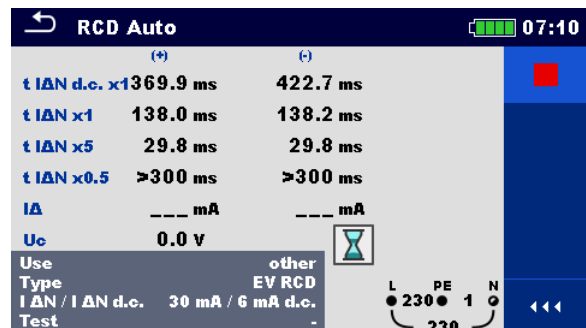 RCD Auto 07:10
(+) (-)
t IΔN d.c. x1 369.9 ms 422.7 ms
t IΔN x1 138.0 ms 138.2 ms
t IΔN x5 29.8 ms 29.8 ms
t IΔN x0.5 >300 ms >300 ms
IΔ ___ mA ___ mA
Uc 0.0 V
Use other
Type EV RCD
I ΔN / I ΔN d.c. 30 mA / 6 mA d.c.
Test -
L PE N
230 1
230